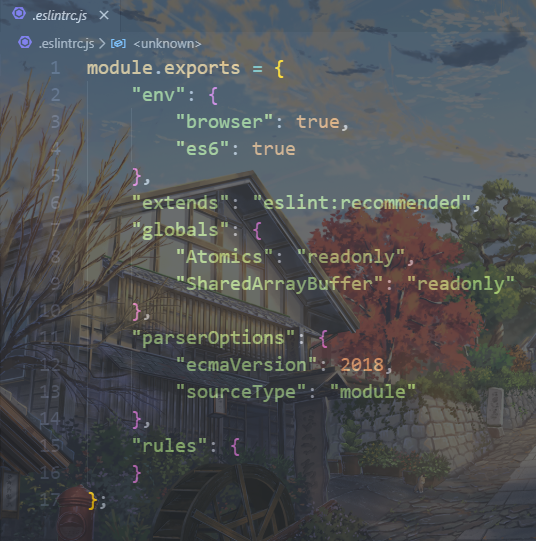 .eslintrc.js ×
.eslintrc.js > <unknown>
1 module.exports = {
2 "env": {
3 "browser": true,
4 "es6": true
5 },
6 "extends": "eslint:recommended",
7 "globals": {
8 "Atomics": "readonly",
9 "SharedArrayBuffer": "readonly"
10 },
11 "parserOptions": {
12 "ecmaVersion": 2018,
13 "sourceType": "module"
14 },
15 "rules": {
16 }
17 };